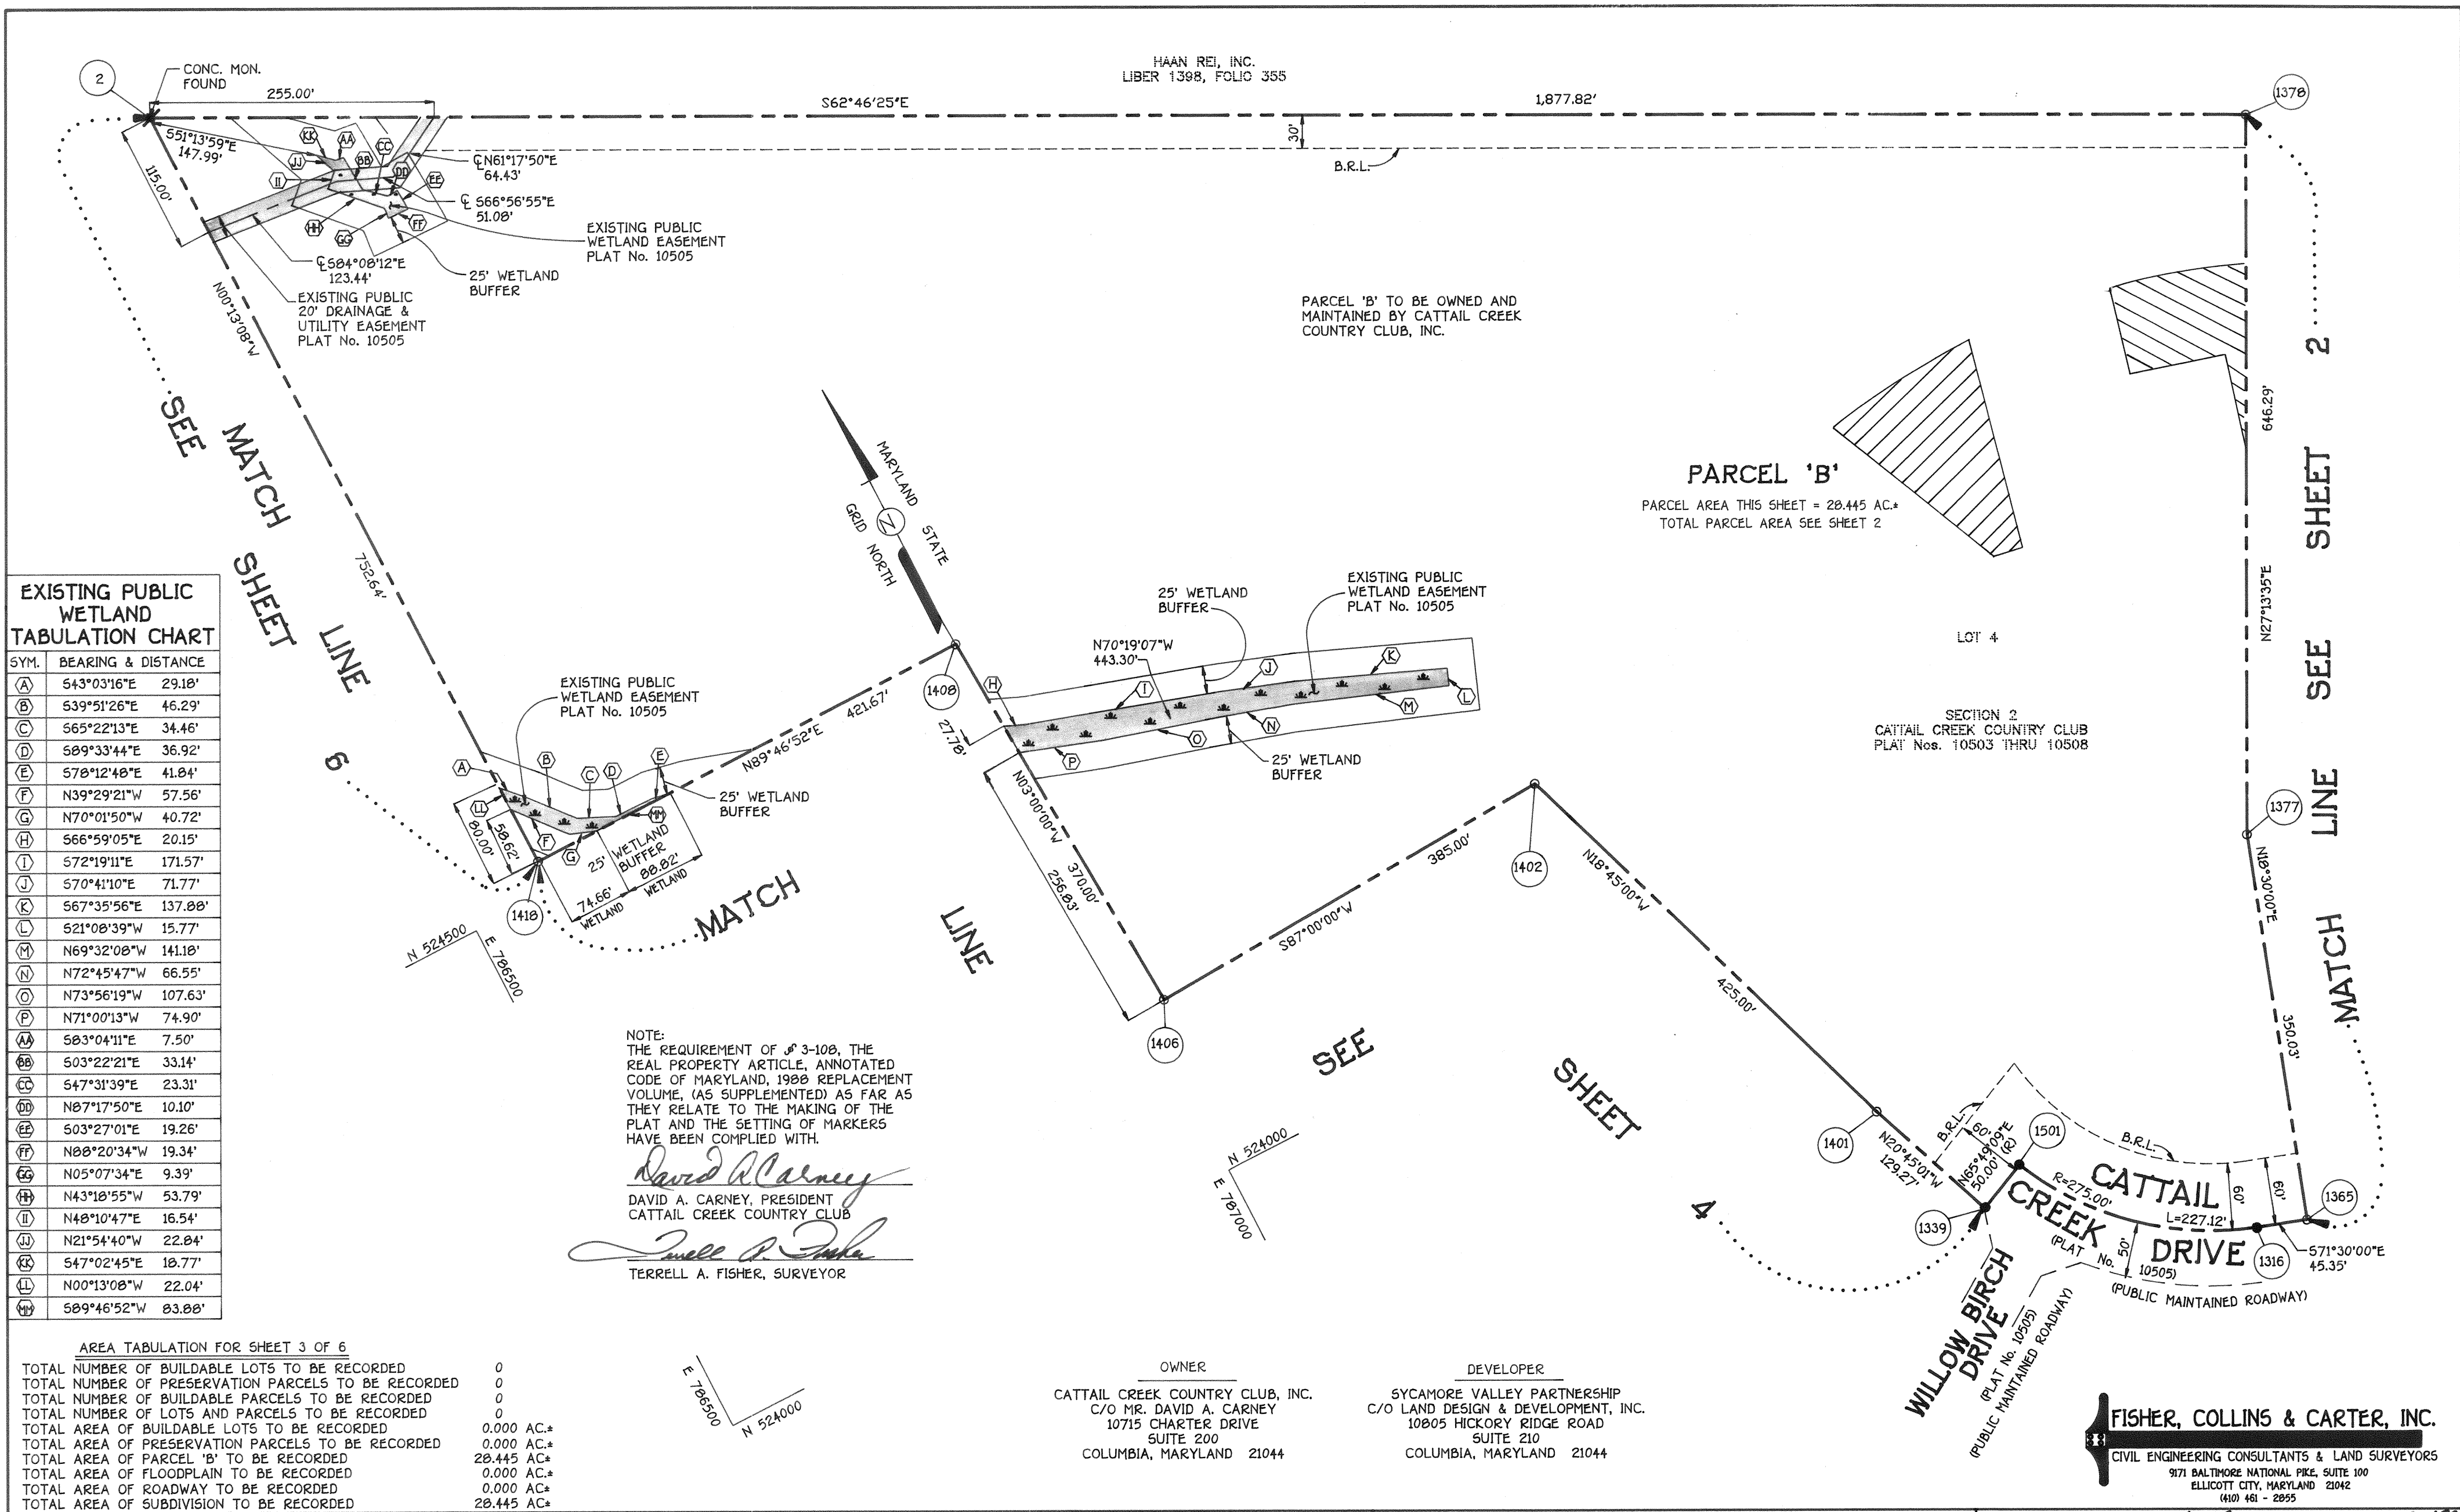 2
CONC. MON.
FOUND
255.00'
HAAN REI, INC.
LIBER 1398, FOLIO 355
S62°46'25"E
1,877.82'
1378
30'
B.R.L.
S51°13'59"E
147.99'
115.00'
KK
AA
JJ
BB
CC
II
DD
EE
HH
GG
FF
℄ N61°17'50"E
64.43'
℄ S66°56'55"E
51.08'
EXISTING PUBLIC
WETLAND EASEMENT
PLAT No. 10505
℄ S84°08'12"E
123.44'
25' WETLAND
BUFFER
EXISTING PUBLIC
20' DRAINAGE &
UTILITY EASEMENT
PLAT No. 10505
N00°13'08"W
752.64'
SEE
MATCH
SHEET
LINE
6
PARCEL 'B' TO BE OWNED AND
MAINTAINED BY CATTAIL CREEK
COUNTRY CLUB, INC.
MARYLAND STATE
GRID NORTH
N
PARCEL 'B'
PARCEL AREA THIS SHEET = 28.445 AC.±
TOTAL PARCEL AREA SEE SHEET 2
646.29'
N27°13'35"E
MATCH LINE SEE SHEET 2
SEE
LOT 4
SECTION 2
CATTAIL CREEK COUNTRY CLUB
PLAT Nos. 10503 THRU 10508
1377
N18°30'00"E
350.03'
EXISTING PUBLIC
WETLAND
TABULATION CHART
SYM. BEARING & DISTANCE
A S43°03'16"E 29.18'
B S39°51'26"E 46.29'
C S65°22'13"E 34.46'
D S89°33'44"E 36.92'
E S78°12'48"E 41.84'
F N39°29'21"W 57.56'
G N70°01'50"W 40.72'
H S66°59'05"E 20.15'
I S72°19'11"E 171.57'
J S70°41'10"E 71.77'
K S67°35'56"E 137.88'
L S21°08'39"W 15.77'
M N69°32'08"W 141.18'
N N72°45'47"W 66.55'
O N73°56'19"W 107.63'
P N71°00'13"W 74.90'
AA S83°04'11"E 7.50'
BB S03°22'21"E 33.14'
CC S47°31'39"E 23.31'
DD N87°17'50"E 10.10'
EE S03°27'01"E 19.26'
FF N88°20'34"W 19.34'
GG N05°07'34"E 9.39'
HH N43°18'55"W 53.79'
II N48°10'47"E 16.54'
JJ N21°54'40"W 22.84'
KK S47°02'45"E 18.77'
LL N00°13'08"W 22.04'
MM S89°46'52"W 83.88'
EXISTING PUBLIC
WETLAND EASEMENT
PLAT No. 10505
A
B
C
D
E
LL
F
G
MM
80.00'
58.62'
25' WETLAND
BUFFER
25' WETLAND
BUFFER
88.82'
WETLAND
74.66'
WETLAND
1418
N89°46'52"E
421.67'
1408
27.78'
25' WETLAND
BUFFER
EXISTING PUBLIC
WETLAND EASEMENT
PLAT No. 10505
N70°19'07"W
443.30'
H
I
J
K
L
M
N
O
P
25' WETLAND
BUFFER
N03°00'00"W
370.00'
256.83'
1406
S87°00'00"W
385.00'
1402
N18°45'00"W
425.00'
1401
N20°45'01"W
129.27'
MATCH
LINE
SEE
SHEET
4
N 524500
E 786500
NOTE:
THE REQUIREMENT OF § 3-108, THE
REAL PROPERTY ARTICLE, ANNOTATED
CODE OF MARYLAND, 1988 REPLACEMENT
VOLUME, (AS SUPPLEMENTED) AS FAR AS
THEY RELATE TO THE MAKING OF THE
PLAT AND THE SETTING OF MARKERS
HAVE BEEN COMPLIED WITH.
David A. Carney
DAVID A. CARNEY, PRESIDENT
CATTAIL CREEK COUNTRY CLUB
Terrell A. Fisher
TERRELL A. FISHER, SURVEYOR
N 524000
E 787000
E 786500
N 524000
B.R.L.
60'
N65°49'09"E
50.00' (R)
1501
B.R.L.
1339
R=275.00'
L=227.12'
60'
60'
1365
S71°30'00"E
45.35'
1316
50'
CATTAIL
CREEK
DRIVE
(PLAT No. 10505)
(PUBLIC MAINTAINED ROADWAY)
WILLOW BIRCH
DRIVE
(PLAT No. 10505)
(PUBLIC MAINTAINED ROADWAY)
AREA TABULATION FOR SHEET 3 OF 6
TOTAL NUMBER OF BUILDABLE LOTS TO BE RECORDED 0
TOTAL NUMBER OF PRESERVATION PARCELS TO BE RECORDED 0
TOTAL NUMBER OF BUILDABLE PARCELS TO BE RECORDED 0
TOTAL NUMBER OF LOTS AND PARCELS TO BE RECORDED 0
TOTAL AREA OF BUILDABLE LOTS TO BE RECORDED 0.000 AC.±
TOTAL AREA OF PRESERVATION PARCELS TO BE RECORDED 0.000 AC.±
TOTAL AREA OF PARCEL 'B' TO BE RECORDED 28.445 AC±
TOTAL AREA OF FLOODPLAIN TO BE RECORDED 0.000 AC.±
TOTAL AREA OF ROADWAY TO BE RECORDED 0.000 AC±
TOTAL AREA OF SUBDIVISION TO BE RECORDED 28.445 AC±
OWNER
CATTAIL CREEK COUNTRY CLUB, INC.
C/O MR. DAVID A. CARNEY
10715 CHARTER DRIVE
SUITE 200
COLUMBIA, MARYLAND 21044
DEVELOPER
SYCAMORE VALLEY PARTNERSHIP
C/O LAND DESIGN & DEVELOPMENT, INC.
10805 HICKORY RIDGE ROAD
SUITE 210
COLUMBIA, MARYLAND 21044
FISHER, COLLINS & CARTER, INC.
CIVIL ENGINEERING CONSULTANTS & LAND SURVEYORS
9171 BALTIMORE NATIONAL PIKE, SUITE 100
ELLICOTT CITY, MARYLAND 21042
(410) 461 - 2855